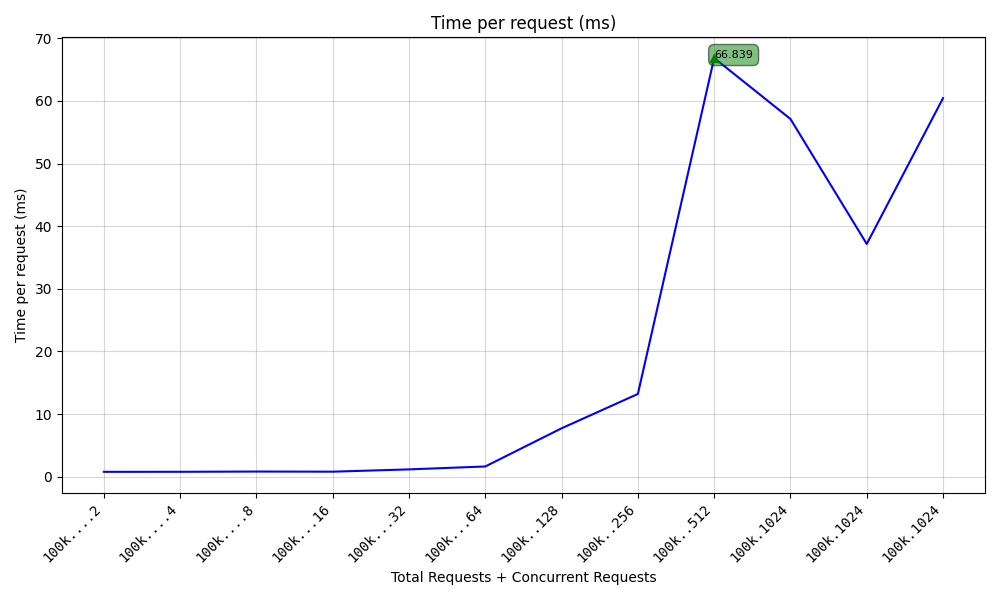 Time per request (ms)
70
66.839
60
50
40
30
20
10
0
Time per request (ms)
100k....2
100k....4
100k....8
100k...16
100k...32
100k...64
100k..128
100k..256
100k..512
100k.1024
100k.1024
100k.1024
Total Requests + Concurrent Requests